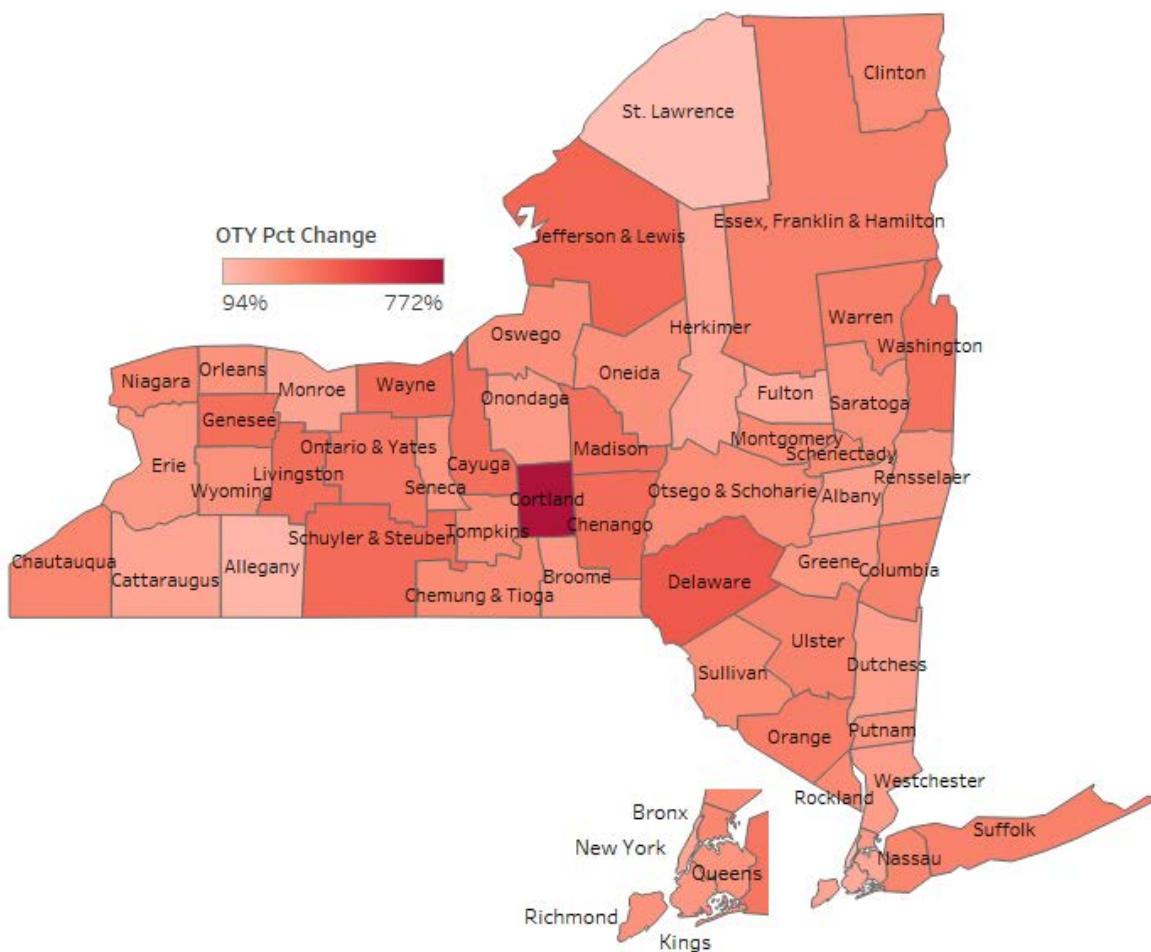 Clinton
St. Lawrence
Essex, Franklin & Hamilton
OTY Pct Change
Jefferson & Lewis
94%
772%
Warren
Herkimer
Oswego
Washington
Oneida
Orleans
Niagara
Monroe
Wayne
Onondaga
Fulton
Saratoga
Genesee
Montgomery
Ontario & Yates
Madison
Schenectady
Erie
Cayuga
Livingston
Rensselaer
Wyoming
Seneca
Cortland
Otsego & Schoharie
Albany
Chenango
Tompkins
Schuyler & Steuben
Chautauqua
Allegany
Greene
Columbia
Cattaraugus
Broome
Delaware
Chemung & Tioga
Ulster
Dutchess
Sullivan
Putnam
Orange
Westchester
Rockland
Bronx
Suffolk
New York
Nassau
Queens
Richmond
Kings